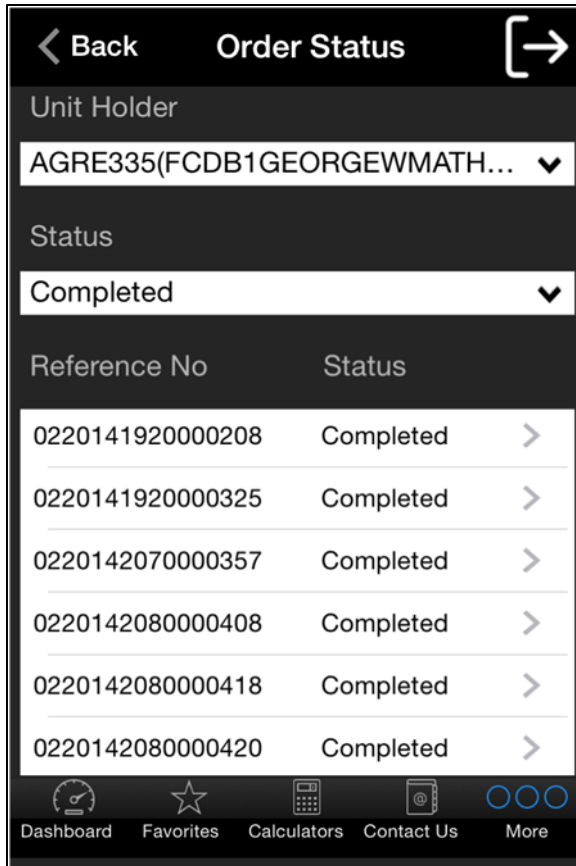 Back Order Status
Unit Holder
AGRE335(FCDB1GEORGEWMATH...
Status
Completed
Reference No Status
0220141920000208 Completed
0220141920000325 Completed
0220142070000357 Completed
0220142080000408 Completed
0220142080000418 Completed
0220142080000420 Completed
Dashboard Favorites Calculators Contact Us More